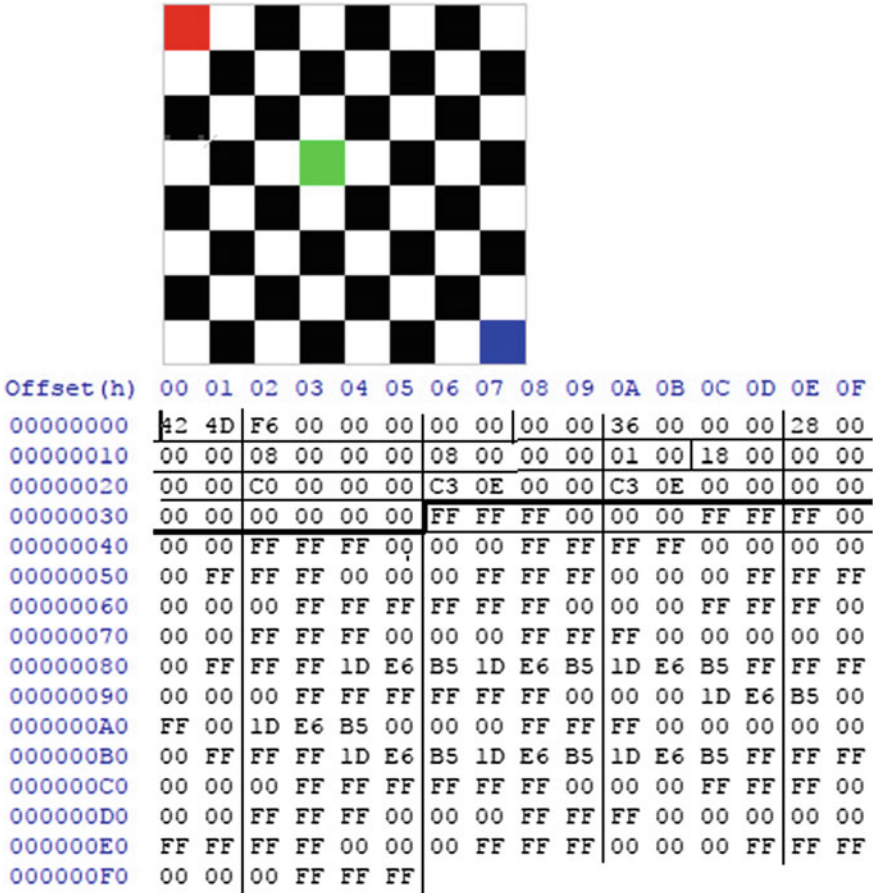 Offset(h) 00 01 02 03 04 05 06 07 08 09 0A 0B 0C 0D 0E 0F
00000000 42 4D F6 00 00 00 00 00 00 00 36 00 00 00 28 00
00000010 00 00 08 00 00 00 08 00 00 00 01 00 18 00 00 00
00000020 00 00 C0 00 00 00 C3 0E 00 00 C3 0E 00 00 00 00
00000030 00 00 00 00 00 00 FF FF FF 00 00 00 FF FF FF 00
00000040 00 00 FF FF FF 00 00 00 FF FF FF FF 00 00 00 00
00000050 00 FF FF FF 00 00 00 FF FF FF 00 00 00 FF FF FF
00000060 00 00 00 FF FF FF FF FF FF 00 00 00 FF FF FF 00
00000070 00 00 FF FF FF 00 00 00 FF FF FF 00 00 00 00 00
00000080 00 FF FF FF 1D E6 B5 1D E6 B5 1D E6 B5 FF FF FF
00000090 00 00 00 FF FF FF FF FF FF 00 00 00 1D E6 B5 00
000000A0 FF 00 1D E6 B5 00 00 00 FF FF FF 00 00 00 00 00
000000B0 00 FF FF FF 1D E6 B5 1D E6 B5 1D E6 B5 FF FF FF
000000C0 00 00 00 FF FF FF FF FF FF 00 00 00 FF FF FF 00
000000D0 00 00 FF FF FF 00 00 00 FF FF FF 00 00 00 00 00
000000E0 FF FF FF FF 00 00 00 FF FF FF 00 00 00 FF FF FF
000000F0 00 00 00 FF FF FF